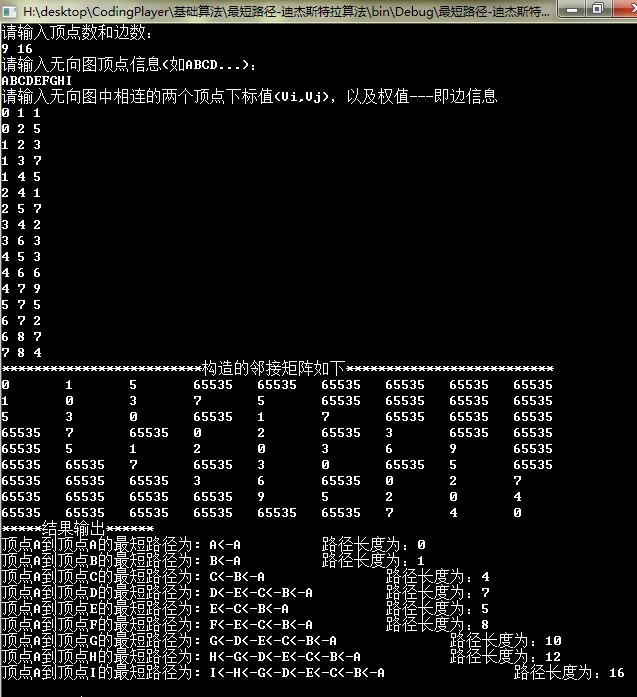 H:\desktop\CodingPlayer\基础算法\最短路径-迪杰斯特拉算法\bin\Debug\最短路径-迪杰斯特...
请输入顶点数和边数：
9 16
请输入无向图顶点信息(如ABCD...)：
ABCDEFGHI
请输入无向图中相连的两个顶点下标值(Vi,Vj)，以及权值---即边信息
0 1 1
0 2 5
1 2 3
1 3 7
1 4 5
2 4 1
2 5 7
3 4 2
3 6 3
4 5 3
4 6 6
4 7 9
5 7 5
6 7 2
6 8 7
7 8 4
*************************构造的邻接矩阵如下**************************
0 1 5 65535 65535 65535 65535 65535 65535
1 0 3 7 5 65535 65535 65535 65535
5 3 0 65535 1 7 65535 65535 65535
65535 7 65535 0 2 65535 3 65535 65535
65535 5 1 2 0 3 6 9 65535
65535 65535 7 65535 3 0 65535 5 65535
65535 65535 65535 3 6 65535 0 2 7
65535 65535 65535 65535 9 5 2 0 4
65535 65535 65535 65535 65535 65535 7 4 0
*****结果输出******
顶点A到顶点A的最短路径为：A<-A 路径长度为：0
顶点A到顶点B的最短路径为：B<-A 路径长度为：1
顶点A到顶点C的最短路径为：C<-B<-A 路径长度为：4
顶点A到顶点D的最短路径为：D<-E<-C<-B<-A 路径长度为：7
顶点A到顶点E的最短路径为：E<-C<-B<-A 路径长度为：5
顶点A到顶点F的最短路径为：F<-E<-C<-B<-A 路径长度为：8
顶点A到顶点G的最短路径为：G<-D<-E<-C<-B<-A 路径长度为：10
顶点A到顶点H的最短路径为：H<-G<-D<-E<-C<-B<-A 路径长度为：12
顶点A到顶点I的最短路径为：I<-H<-G<-D<-E<-C<-B<-A 路径长度为：16